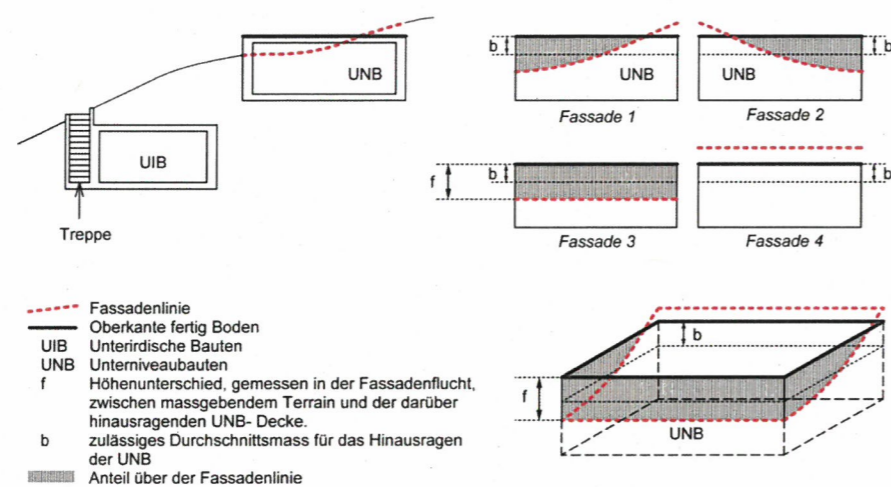 UNB
UIB
Treppe
b
UNB
Fassade 1
b
UNB
Fassade 2
f
b
Fassade 3
b
Fassade 4
Fassadenlinie
Oberkante fertig Boden
UIB Unterirdische Bauten
UNB Unterniveaubauten
f Höhenunterschied, gemessen in der Fassadenflucht,
zwischen massgebendem Terrain und der darüber
hinausragenden UNB- Decke.
b zulässiges Durchschnittsmass für das Hinausragen
der UNB
Anteil über der Fassadenlinie
b
f
UNB